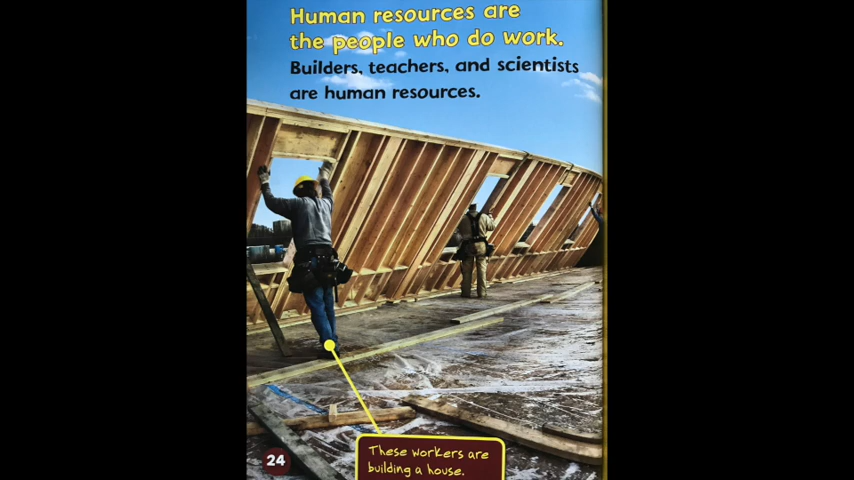 Human resources are
the people who do work.
Builders, teachers, and scientists
are human resources.
These workers are
building a house.
24